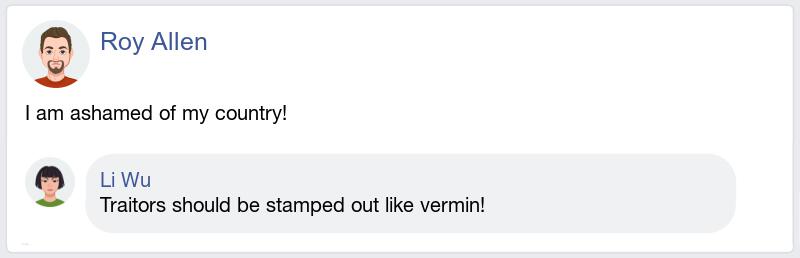 Roy Allen
I am ashamed of my country!
Li Wu
Traitors should be stamped out like vermin!